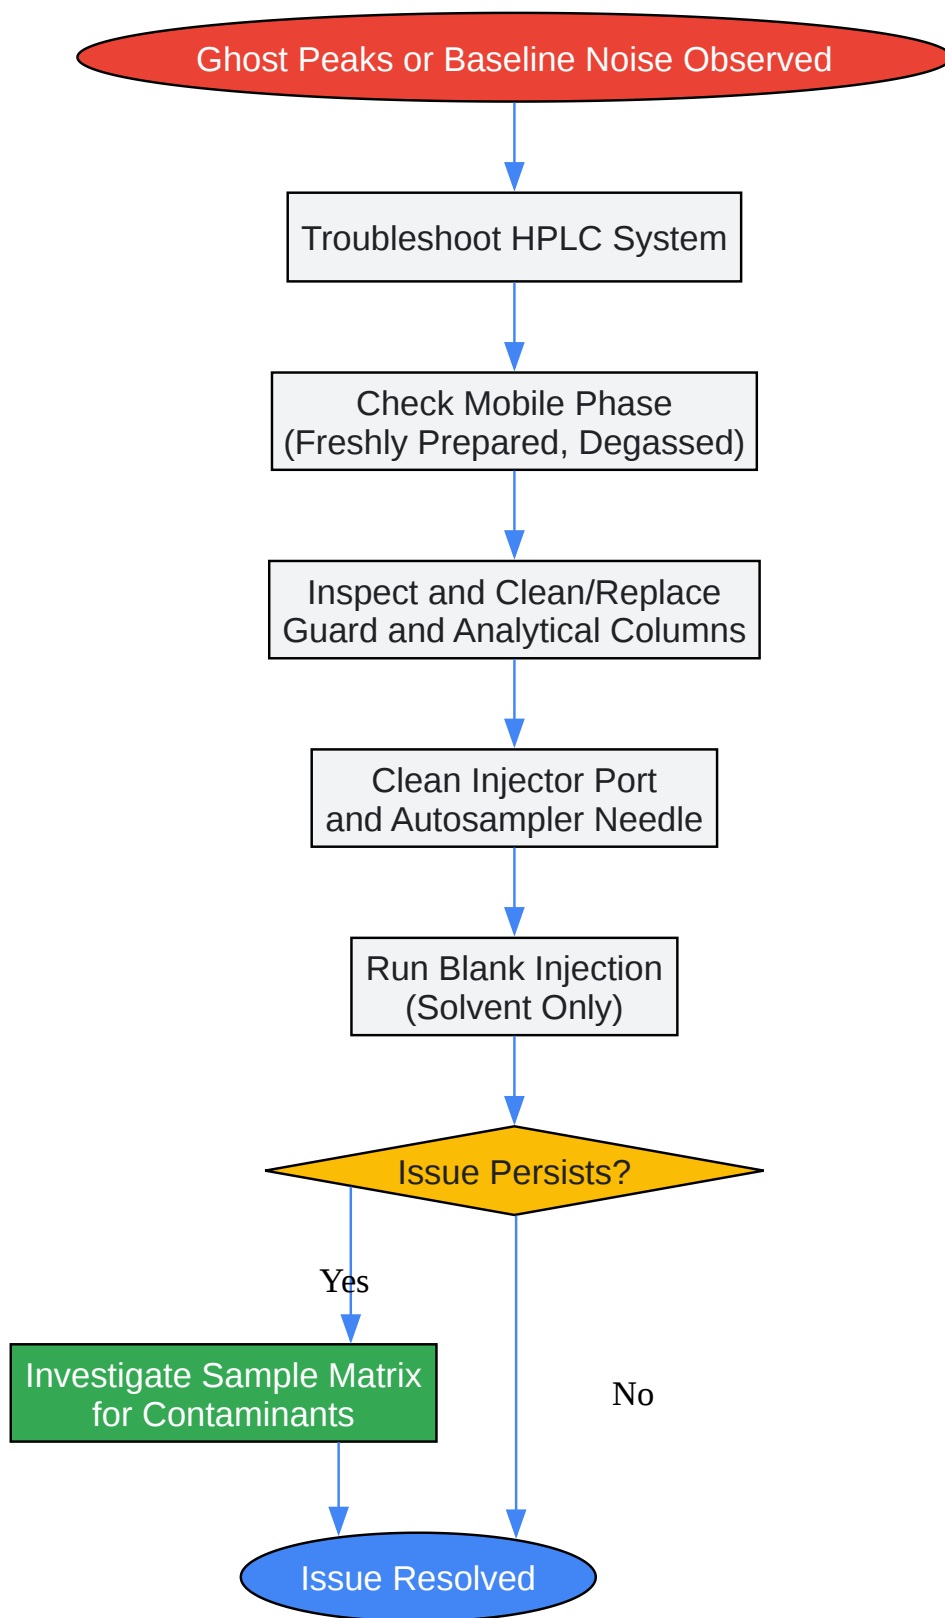 Ghost Peaks or Baseline Noise Observed
Troubleshoot HPLC System
Check Mobile Phase
(Freshly Prepared, Degassed)
Inspect and Clean/Replace
Guard and Analytical Columns
Clean Injector Port
and Autosampler Needle
Run Blank Injection
(Solvent Only)
Issue Persists?
Yes
Investigate Sample Matrix
for Contaminants
No
Issue Resolved